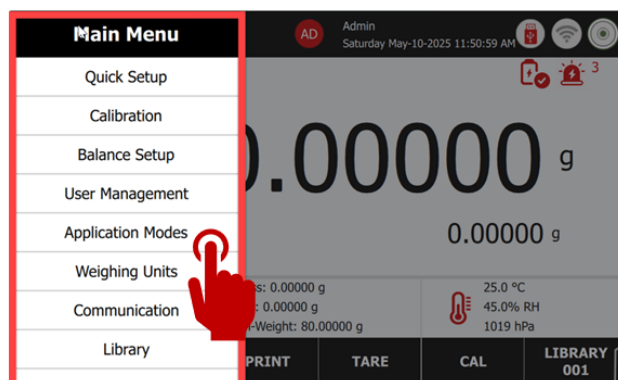 Main Menu
Quick Setup
Calibration
Balance Setup
User Management
Application Modes
Weighing Units
Communication
Library
AD
Admin
Saturday May-10-2025 11:50:59 AM
3
0.00000 g
0.00000 g
0.00000 g
0.00000 g
80.00000 g
25.0 °C
45.0% RH
1019 hPa
PRINT
TARE
CAL
LIBRARY
001